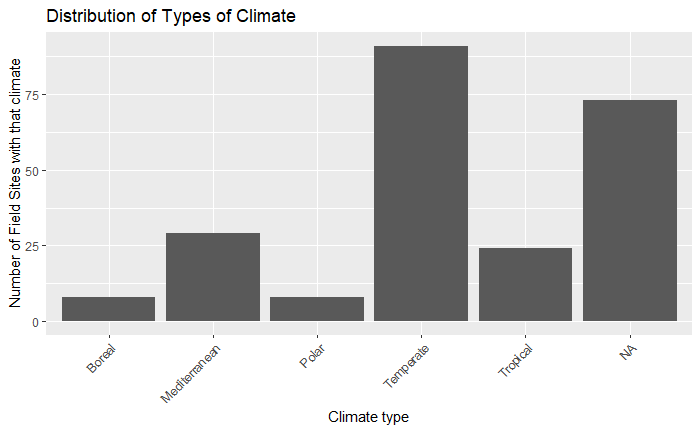 Distribution of Types of Climate
Number of Field Sites with that climate
75
50
25
0
Boreal
Mediterranean
Polar
Temperate
Tropical
NA
Climate type